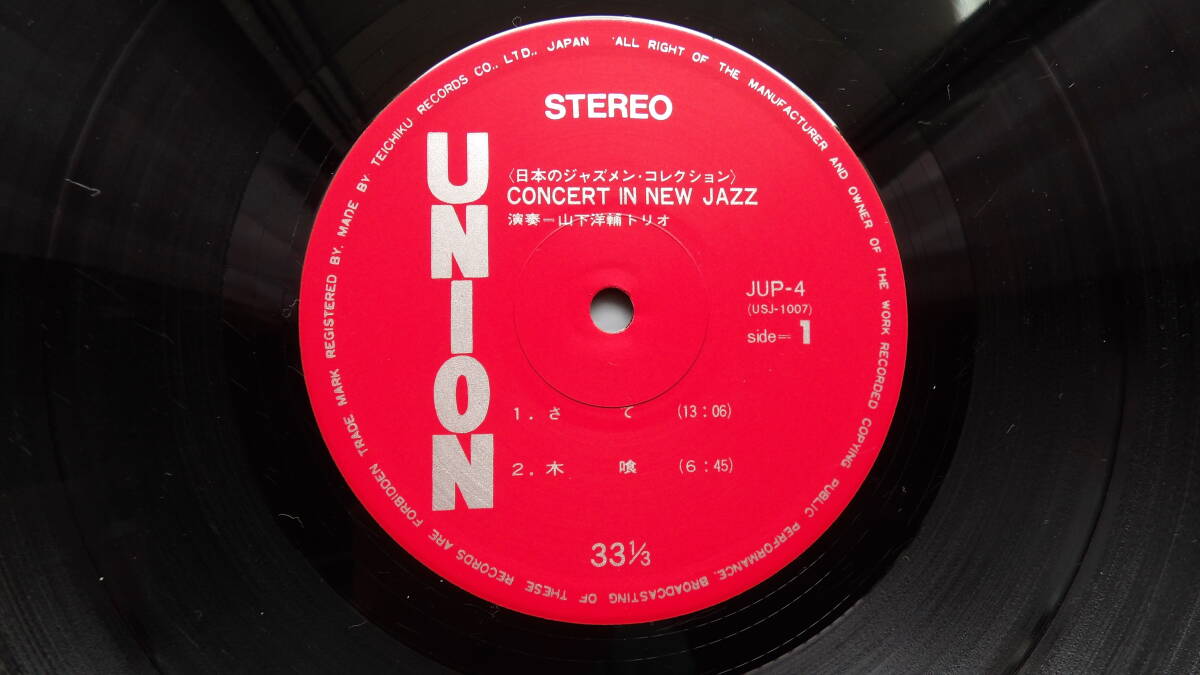 STEREO
UNION
〈日本のジャズメン・コレクション〉
CONCERT IN NEW JAZZ
演奏=山下洋輔トリオ
JUP-4
(USJ-1007)
side=1
1. さ て (13:06)
2. 木 喰 (6:45)
33⅓
REGISTERED BY. MADE BY TEICHIKU RECORDS CO., LTD., JAPAN ALL RIGHT OF THE MANUFACTURER AND OWNER OF THE WORK RECORDED COPYING PUBLIC PERFORMANCE. BROADCASTING OF THESE RECORDS ARE FORBIDDEN TRADE MARK